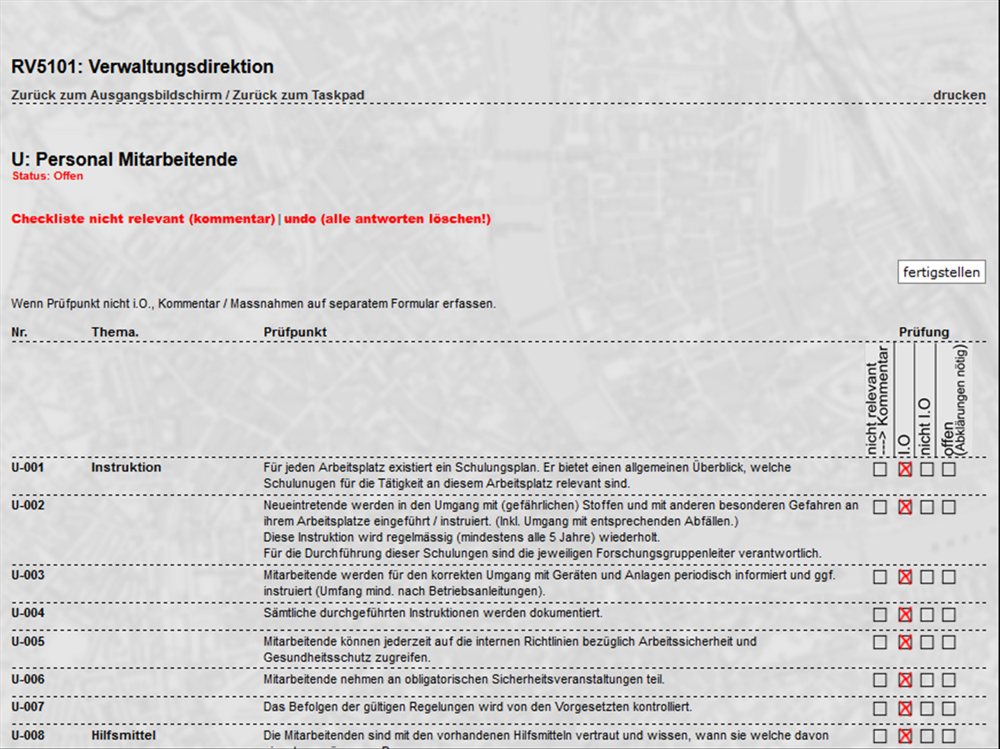 RV5101: Verwaltungsdirektion
Zurück zum Ausgangsbildschirm / Zurück zum Taskpad drucken
U: Personal Mitarbeitende
Status: Offen
Checkliste nicht relevant (kommentar) | undo (alle antworten löschen!)
fertigstellen
Wenn Prüfpunkt nicht i.O., Kommentar / Massnahmen auf separatem Formular erfassen.
Nr. Thema. Prüfpunkt Prüfung
nicht relevant
---> Kommentar
I.O
nicht I.O
offen
(Abklärungen nötig)
U-001 Instruktion Für jeden Arbeitsplatz existiert ein Schulungsplan. Er bietet einen allgemeinen Überblick, welche
Schulunugen für die Tätigkeit an diesem Arbeitsplatz relevant sind.
U-002 Neueintretende werden in den Umgang mit (gefährlichen) Stoffen und mit anderen besonderen Gefahren an
ihrem Arbeitsplatze eingeführt / instruiert. (Inkl. Umgang mit entsprechenden Abfällen.)
Diese Instruktion wird regelmässig (mindestens alle 5 Jahre) wiederholt.
Für die Durchführung dieser Schulungen sind die jeweiligen Forschungsgruppenleiter verantwortlich.
U-003 Mitarbeitende werden für den korrekten Umgang mit Geräten und Anlagen periodisch informiert und ggf.
instruiert (Umfang mind. nach Betriebsanleitungen).
U-004 Sämtliche durchgeführten Instruktionen werden dokumentiert.
U-005 Mitarbeitende können jederzeit auf die internen Richtlinien bezüglich Arbeitssicherheit und
Gesundheitsschutz zugreifen.
U-006 Mitarbeitende nehmen an obligatorischen Sicherheitsveranstaltungen teil.
U-007 Das Befolgen der gültigen Regelungen wird von den Vorgesetzten kontrolliert.
U-008 Hilfsmittel Die Mitarbeitenden sind mit den vorhandenen Hilfsmitteln vertraut und wissen, wann sie welche davon